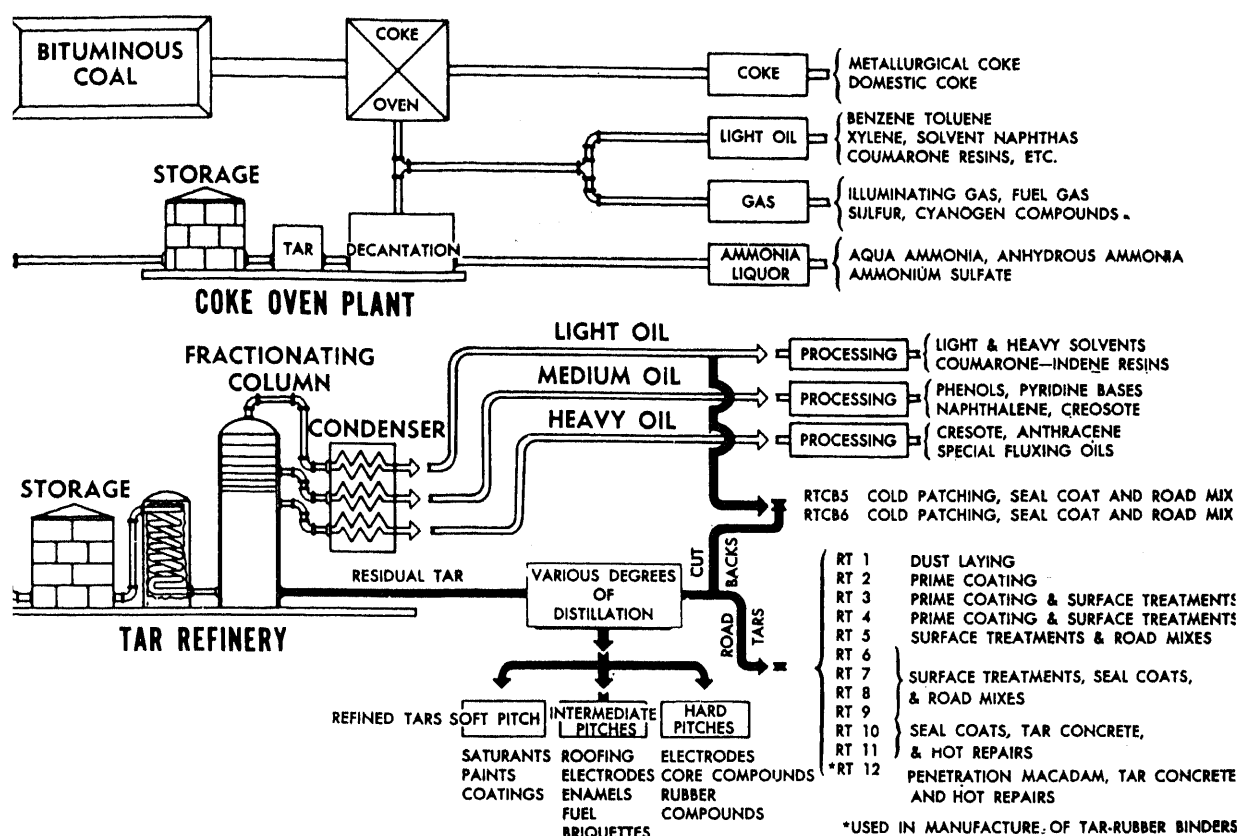 BITUMINOUS
COAL
COKE
OVEN
COKE
METALLURGICAL COKE
DOMESTIC COKE
LIGHT OIL
BENZENE TOLUENE
XYLENE, SOLVENT NAPHTHAS
COUMARONE RESINS, ETC.
GAS
ILLUMINATING GAS, FUEL GAS
SULFUR, CYANOGEN COMPOUNDS.
STORAGE
TAR
DECANTATION
AMMONIA
LIQUOR
AQUA AMMONIA, ANHYDROUS AMMONIA
AMMONIUM SULFATE
COKE OVEN PLANT
FRACTIONATING
COLUMN
CONDENSER
LIGHT OIL
PROCESSING
LIGHT & HEAVY SOLVENTS
COUMARONE—INDENE RESINS
MEDIUM OIL
PROCESSING
PHENOLS, PYRIDINE BASES
NAPHTHALENE, CREOSOTE
HEAVY OIL
PROCESSING
CRESOTE, ANTHRACENE
SPECIAL FLUXING OILS
STORAGE
RTCB5 COLD PATCHING, SEAL COAT AND ROAD MIX
RTCB6 COLD PATCHING, SEAL COAT AND ROAD MIX
RESIDUAL TAR
VARIOUS DEGREES
OF
DISTILLATION
CUT
BACKS
ROAD
TARS
TAR REFINERY
RT 1 DUST LAYING
RT 2 PRIME COATING
RT 3 PRIME COATING & SURFACE TREATMENTS
RT 4 PRIME COATING & SURFACE TREATMENTS
RT 5 SURFACE TREATMENTS & ROAD MIXES
RT 6
RT 7
RT 8
RT 9
SURFACE TREATMENTS, SEAL COATS,
& ROAD MIXES
RT 10
RT 11
SEAL COATS, TAR CONCRETE,
& HOT REPAIRS
*RT 12
PENETRATION MACADAM, TAR CONCRETE
AND HOT REPAIRS
REFINED TARS
SOFT PITCH
SATURANTS
PAINTS
COATINGS
INTERMEDIATE
PITCHES
ROOFING
ELECTRODES
ENAMELS
FUEL
BRIQUETTES
HARD
PITCHES
ELECTRODES
CORE COMPOUNDS
RUBBER
COMPOUNDS
*USED IN MANUFACTURE OF TAR-RUBBER BINDERS